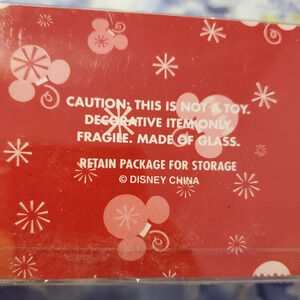 CAUTION: THIS IS NOT A TOY.
DECORATIVE ITEM ONLY.
FRAGILE. MADE OF GLASS.
RETAIN PACKAGE FOR STORAGE
© DISNEY CHINA